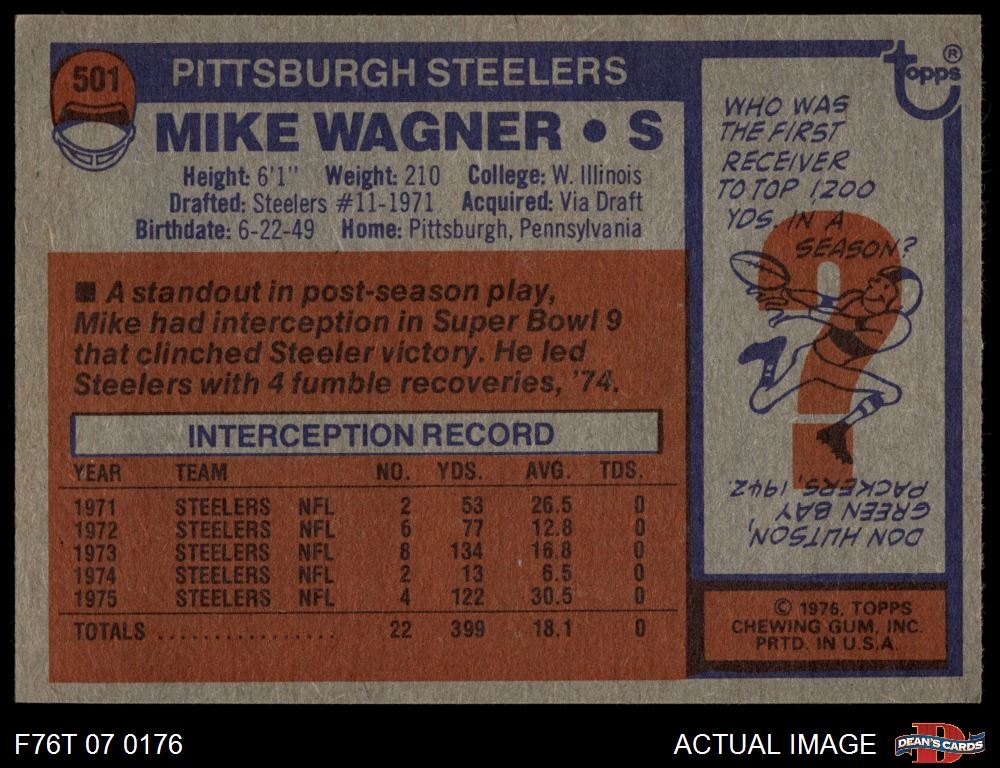 501
PITTSBURGH STEELERS
MIKE WAGNER • S
Height: 6'1" Weight: 210 College: W. Illinois
Drafted: Steelers #11-1971 Acquired: Via Draft
Birthdate: 6-22-49 Home: Pittsburgh, Pennsylvania
■ A standout in post-season play,
Mike had interception in Super Bowl 9
that clinched Steeler victory. He led
Steelers with 4 fumble recoveries, '74.
INTERCEPTION RECORD
YEAR TEAM NO. YDS. AVG. TDS.
1971 STEELERS NFL 2 53 26.5 0
1972 STEELERS NFL 6 77 12.8 0
1973 STEELERS NFL 8 134 16.8 0
1974 STEELERS NFL 2 13 6.5 0
1975 STEELERS NFL 4 122 30.5 0
TOTALS ................. 22 399 18.1 0
topps ®
WHO WAS
THE FIRST
RECEIVER
TO TOP 1,200
YDS. IN A
SEASON?
?
DON HUTSON,
GREEN BAY
PACKERS, 1942.
© 1976, TOPPS
CHEWING GUM, INC.
PRTD. IN U.S.A.
F76T 07 0176
ACTUAL IMAGE
D
DEAN'S CARDS